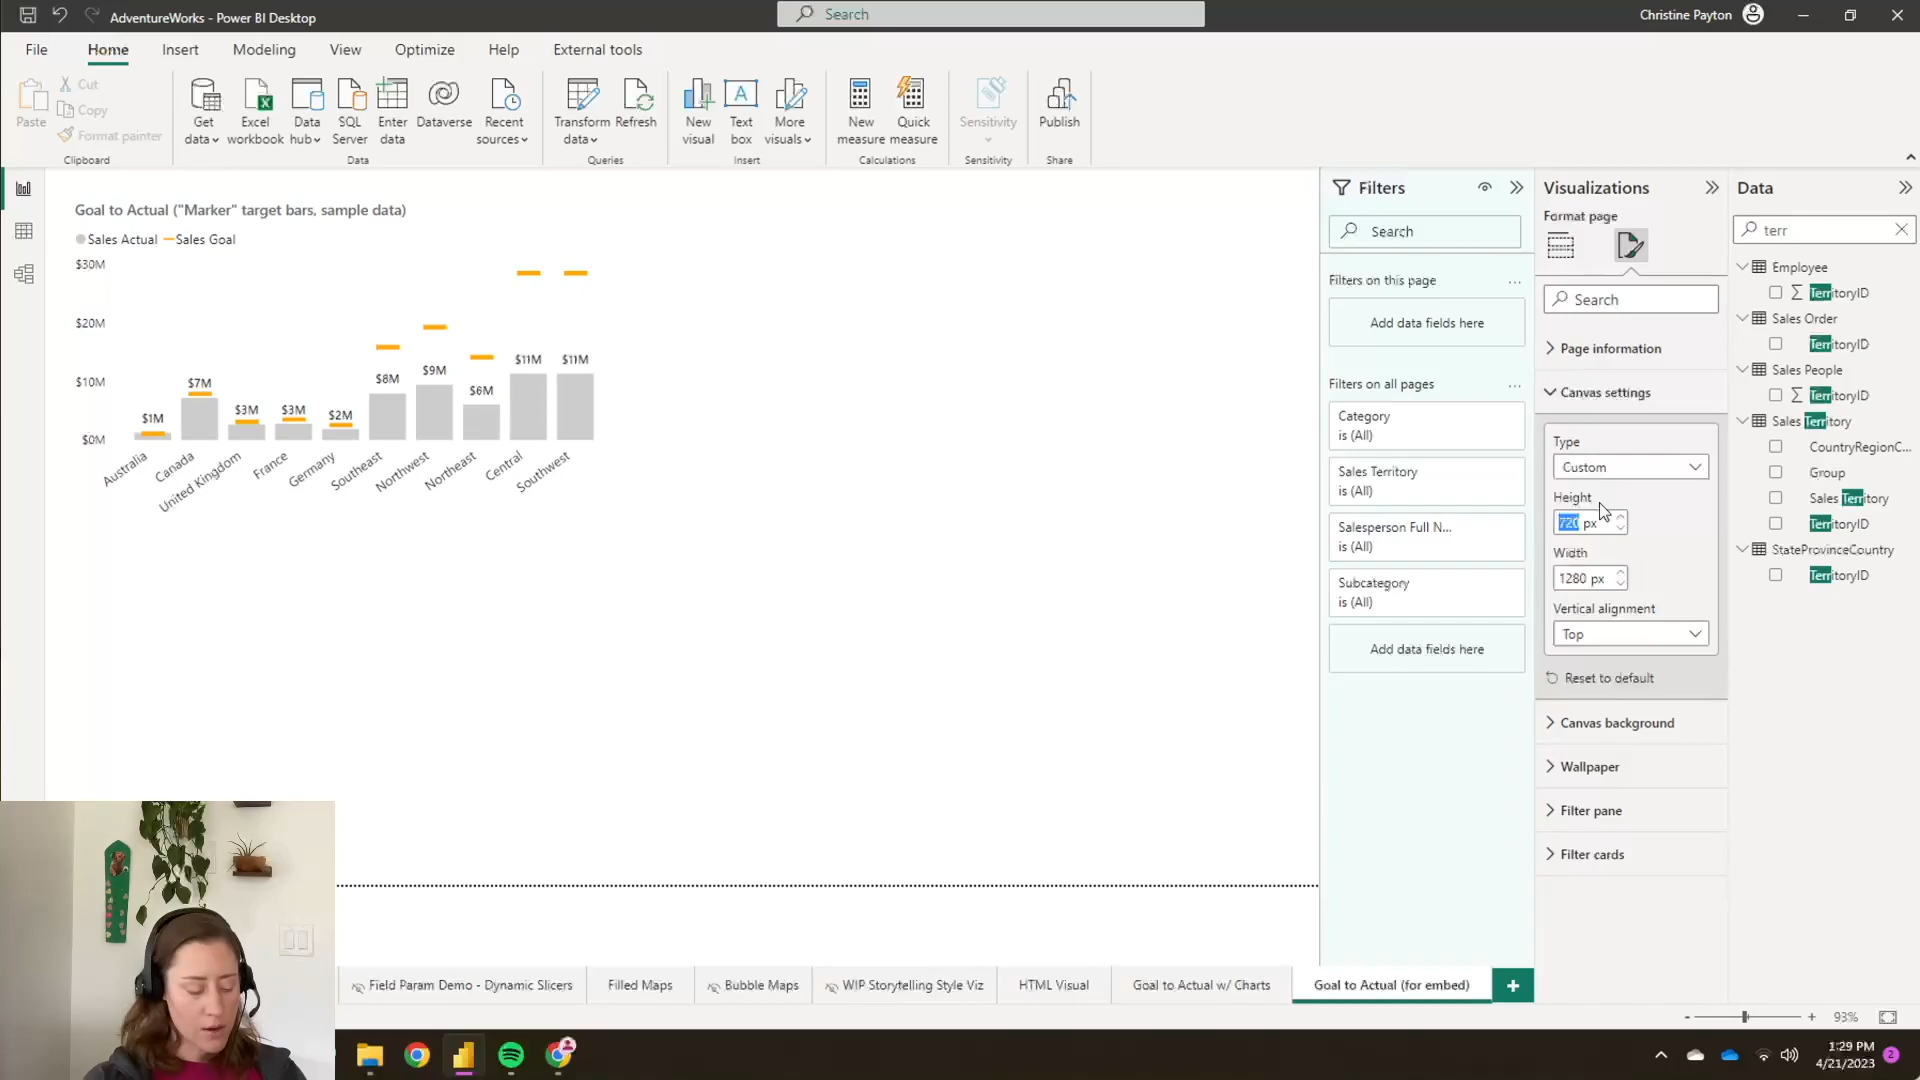 AdventureWorks - Power BI Desktop
Search
Christine Payton
File
Home
Insert
Modeling
View
Optimize
Help
External tools
Paste
Cut
Copy
Format painter
Clipboard
Get data
Excel workbook
Data hub
SQL Server
Enter data
Dataverse
Recent sources
Data
Transform data
Refresh
Queries
New visual
Text box
More visuals
Insert
New measure
Quick measure
Calculations
Sensitivity
Sensitivity
Publish
Share
Goal to Actual ("Marker" target bars, sample data)
Sales Actual
Sales Goal
$30M
$20M
$10M
$0M
$1M
$7M
$3M
$3M
$2M
$8M
$9M
$6M
$11M
$11M
Australia
Canada
United Kingdom
France
Germany
Southeast
Northwest
Northeast
Central
Southwest
Filters
Search
Filters on this page
...
Add data fields here
Filters on all pages
...
Category
is (All)
Sales Territory
is (All)
Salesperson Full N...
is (All)
Subcategory
is (All)
Add data fields here
Visualizations
Format page
Search
Page information
Canvas settings
Type
Custom
Height
720 px
Width
1280 px
Vertical alignment
Top
Reset to default
Canvas background
Wallpaper
Filter pane
Filter cards
Data
terr
Employee
TerritoryID
Sales Order
TerritoryID
Sales People
TerritoryID
Sales Territory
CountryRegionC...
Group
Sales Territory
TerritoryID
StateProvinceCountry
TerritoryID
Field Param Demo - Dynamic Slicers
Filled Maps
Bubble Maps
WIP Storytelling Style Viz
HTML Visual
Goal to Actual w/ Charts
Goal to Actual (for embed)
+
- + 93%
1:29 PM
4/21/2023
2